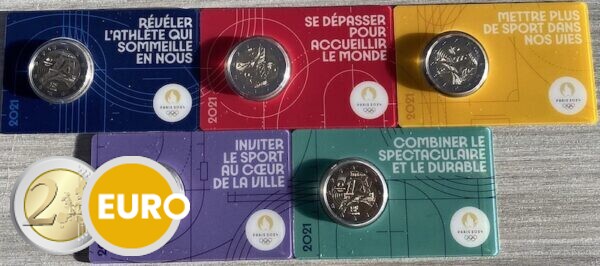 RÉVÉLER
L'ATHLÈTE QUI
SOMMEILLE
EN NOUS
2021
PARIS 2024
SE DÉPASSER
POUR
ACCUEILLIR
LE MONDE
2021
PARIS 2024
METTRE PLUS
DE SPORT DANS
NOS VIES
2021
PARIS 2024
INVITER
LE SPORT
AU CŒUR
DE LA VILLE
PARIS 2024
COMBINER LE
SPECTACULAIRE
ET LE DURABLE
2021
PARIS 2024
2
EURO